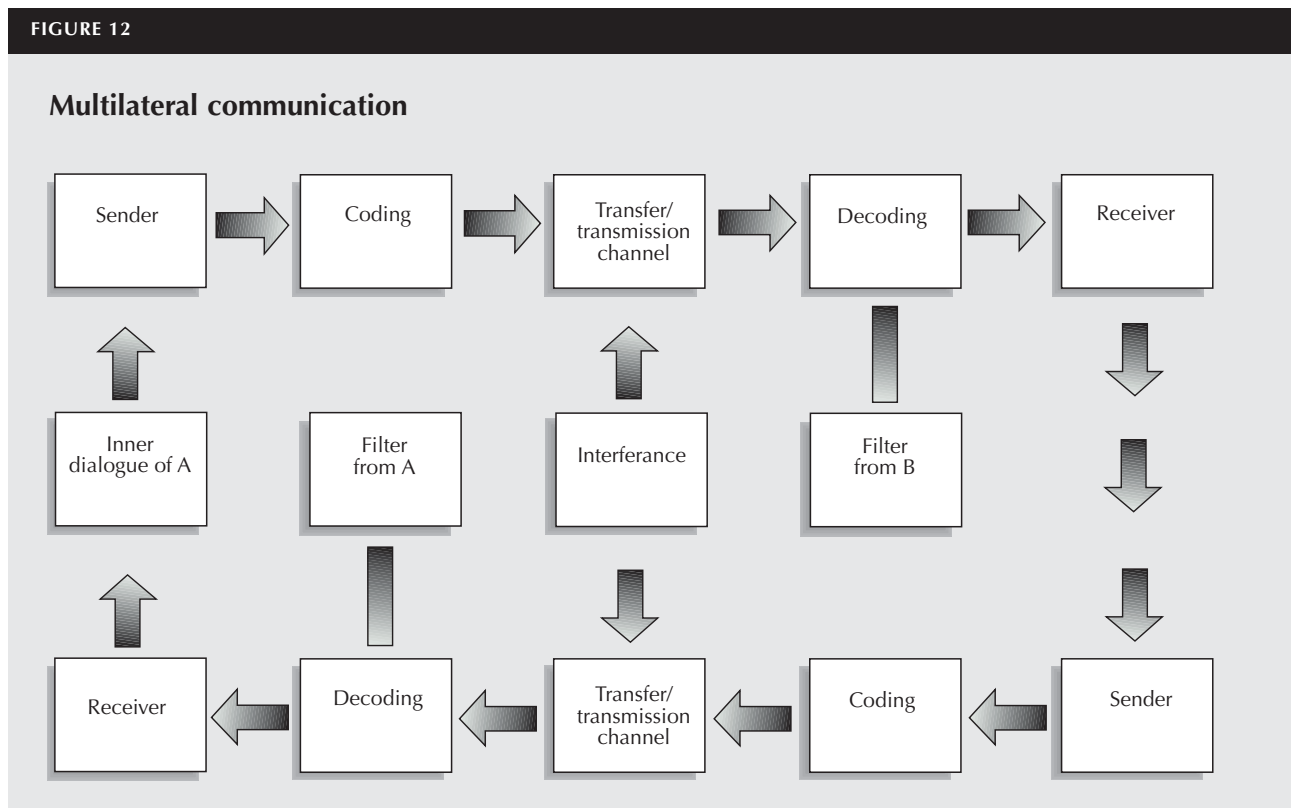 FIGURE 12
Multilateral communication
Sender
Coding
Transfer/
transmission
channel
Decoding
Receiver
Inner
dialogue of A
Filter
from A
Interferance
Filter
from B
Receiver
Decoding
Transfer/
transmission
channel
Coding
Sender